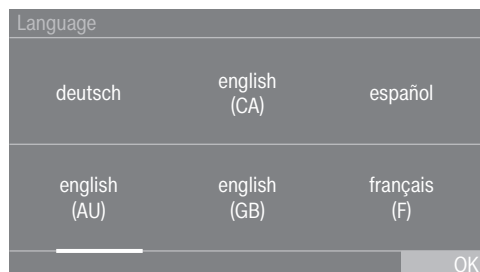 Language
deutsch
english
(CA)
español
english
(AU)
english
(GB)
français
(F)
OK